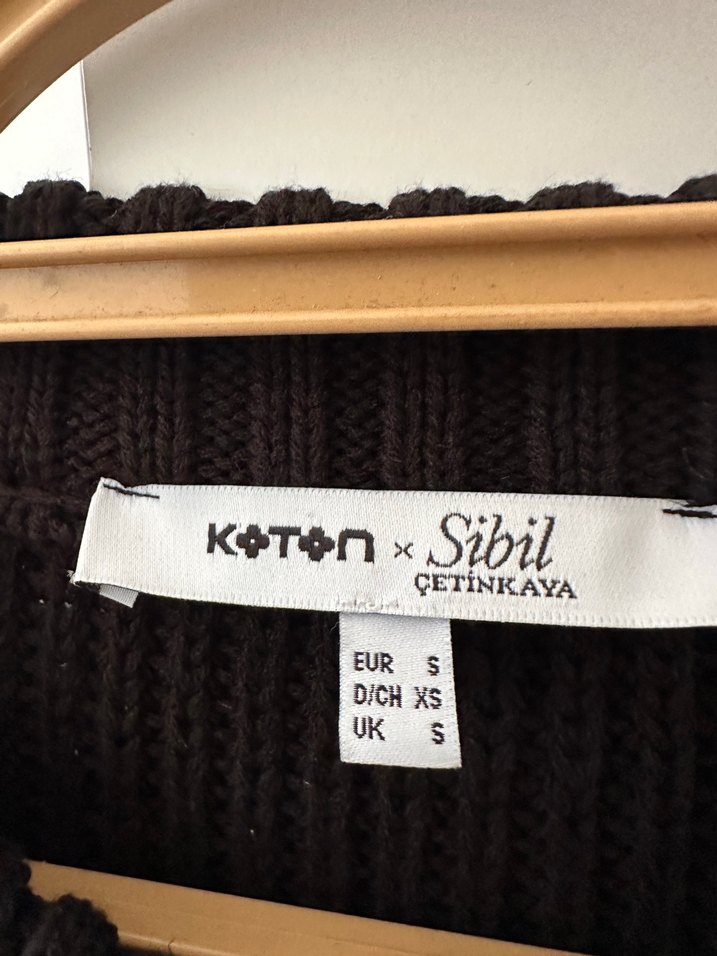 KOTON x Sibil
ÇETİNKAYA
EUR S
D/CH XS
UK S